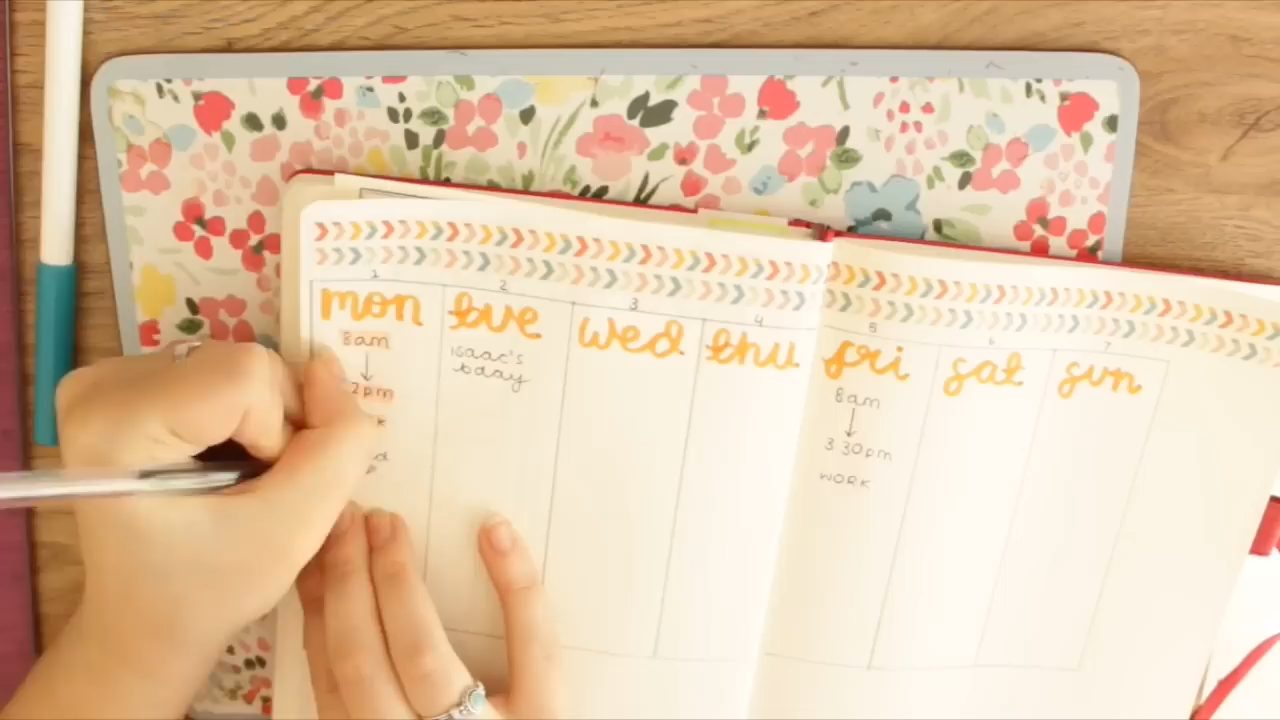 1 2 3 4 5 6 7
mon tue wed thu fri sat sun
8am
2pm
isaac's
bday
8am
3:30pm
WORK